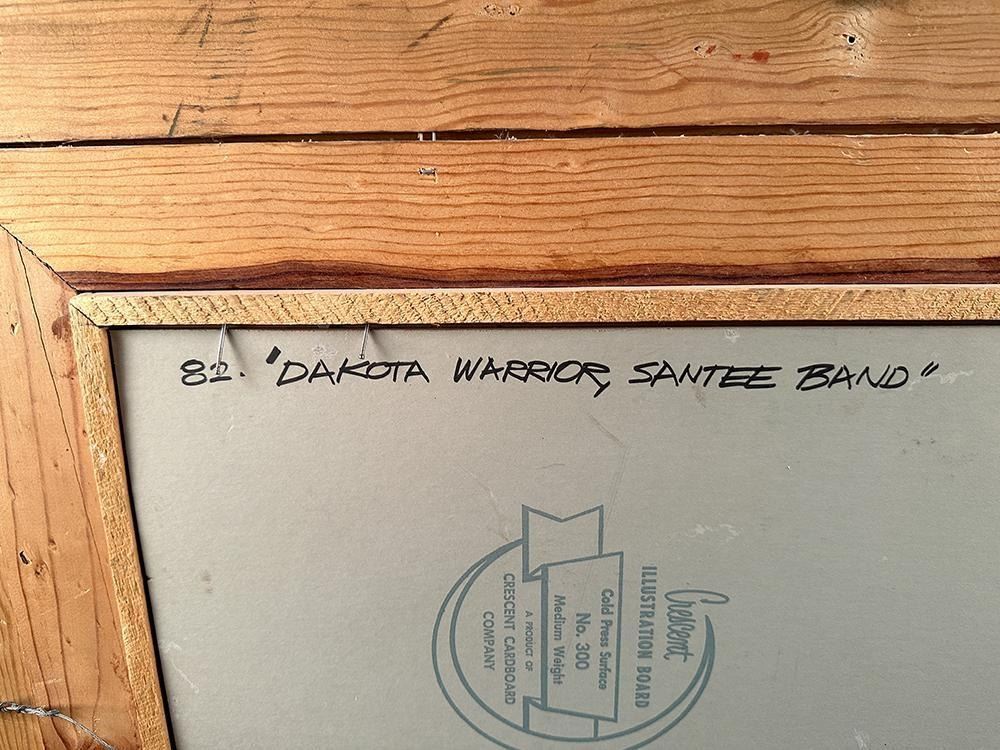 82. "DAKOTA WARRIOR, SANTEE BAND"
Crescent
ILLUSTRATION BOARD
Cold Press Surface
No. 300
Medium Weight
A PRODUCT OF
CRESCENT CARDBOARD
COMPANY